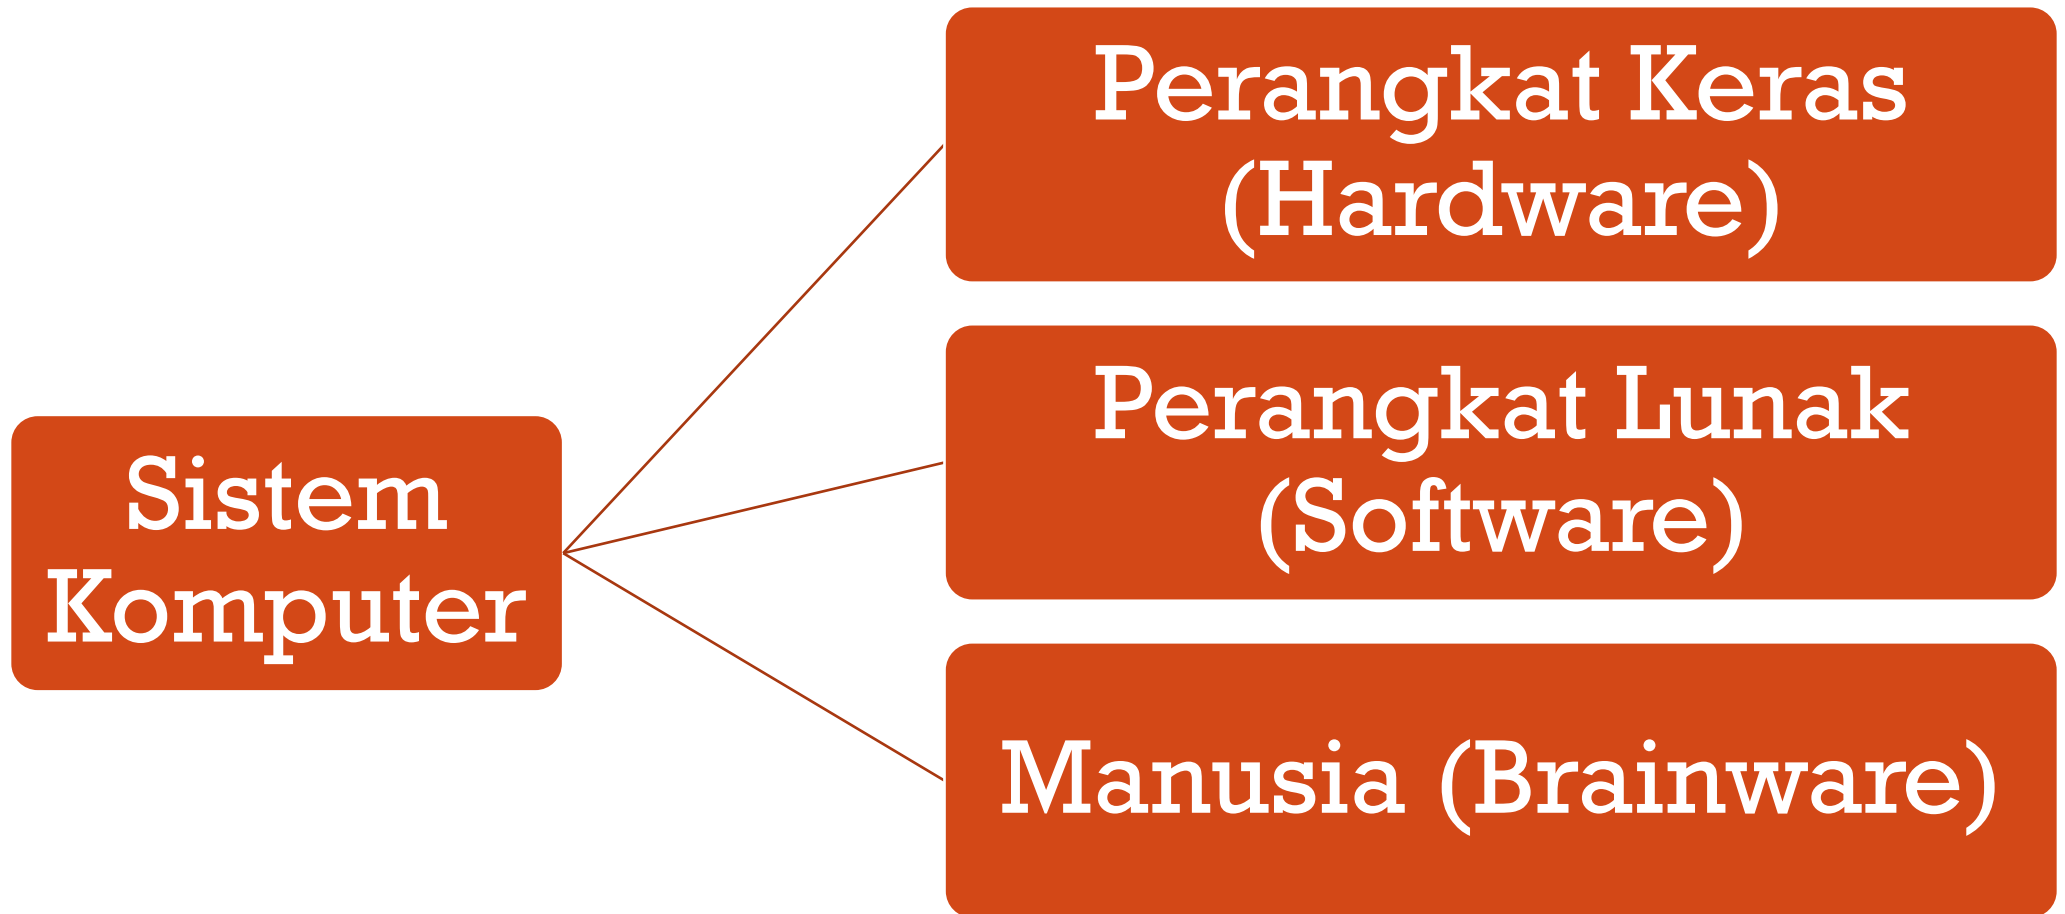 Sistem
Komputer
Perangkat Keras
(Hardware)
Perangkat Lunak
(Software)
Manusia (Brainware)